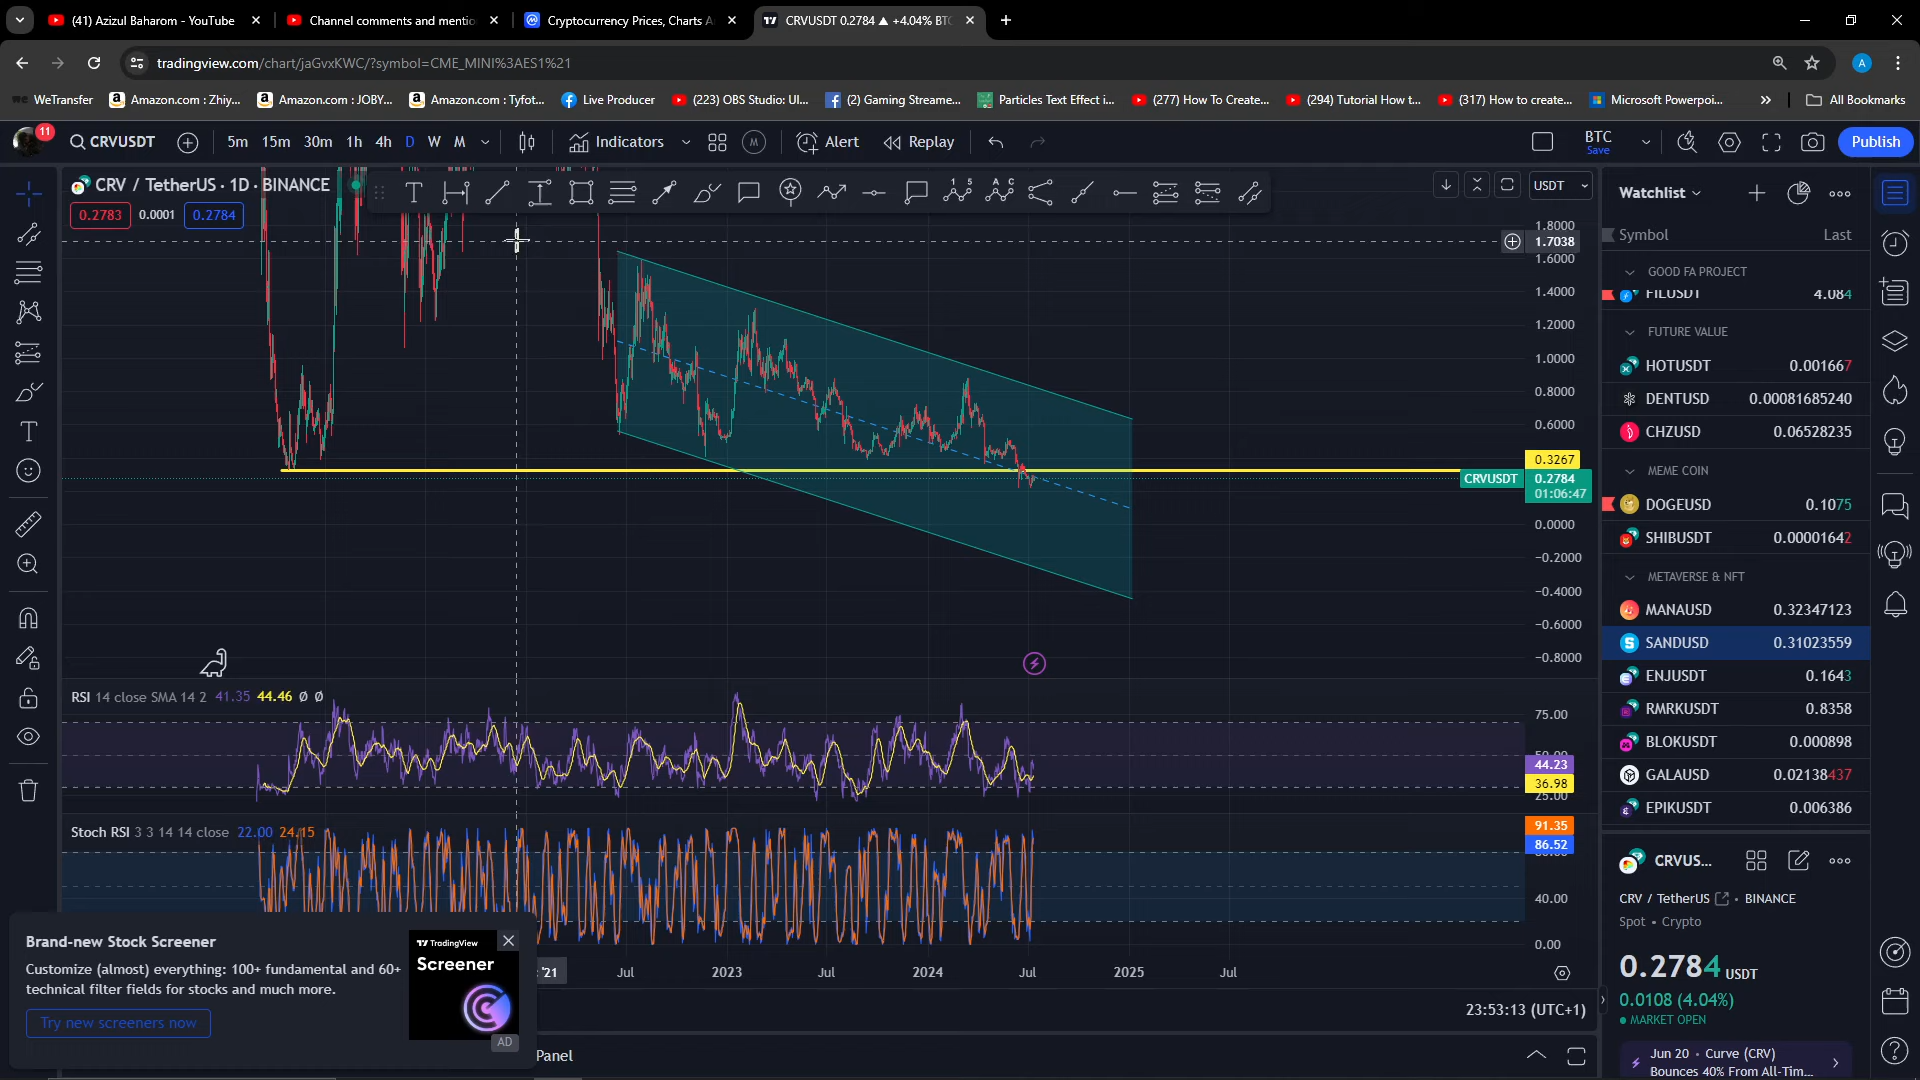 (41) Azizul Baharom - YouTube
Channel comments and mentio
Cryptocurrency Prices, Charts A
CRVUSDT 0.2784 ▲ +4.04% BTC
tradingview.com/chart/jaGvxKWC/?symbol=CME_MINI%3AES1%21
A
WeTransfer
Amazon.com : Zhiy...
Amazon.com : JOBY...
Amazon.com : Tyfot...
Live Producer
(223) OBS Studio: Ul...
(2) Gaming Streame...
Particles Text Effect i...
(277) How To Create...
(294) Tutorial How t...
(317) How to create...
Microsoft Powerpoi...
»
All Bookmarks
11
CRVUSDT
5m 15m 30m 1h 4h D W M
Indicators
M
Alert
Replay
BTC
Save
Publish
CRV / TetherUS · 1D · BINANCE
0.2783 0.0001 0.2784
USDT
1.8000
1.7038
1.6000
1.4000
1.2000
1.0000
0.8000
0.6000
0.3267
CRVUSDT 0.2784
01:06:47
0.0000
−0.2000
−0.4000
−0.6000
−0.8000
RSI 14 close SMA 14 2 41.35 44.46 Ø Ø
75.00
50.00
44.23
36.98
25.00
Stoch RSI 3 3 14 14 close 22.00 24.15
91.35
86.52
40.00
0.00
'21
Jul
2023
Jul
2024
Jul
2025
Jul
23:53:13 (UTC+1)
Panel
Brand-new Stock Screener
Customize (almost) everything: 100+ fundamental and 60+
technical filter fields for stocks and much more.
Try new screeners now
TradingView
Screener
AD
Watchlist
Symbol
Last
GOOD FA PROJECT
FILUSDT 4.084
FUTURE VALUE
HOTUSDT 0.001667
DENTUSD 0.00081685240
CHZUSD 0.06528235
MEME COIN
DOGEUSD 0.1075
SHIBUSDT 0.00001642
METAVERSE & NFT
MANAUSD 0.32347123
SANDUSD 0.31023559
ENJUSDT 0.1643
RMRKUSDT 0.8358
BLOKUSDT 0.000898
GALAUSD 0.02138437
EPIKUSDT 0.006386
CRVUS...
CRV / TetherUS • BINANCE
Spot • Crypto
0.2784 USDT
0.0108 (4.04%)
MARKET OPEN
Jun 20 • Curve (CRV)
Bounces 40% From All-Tim...